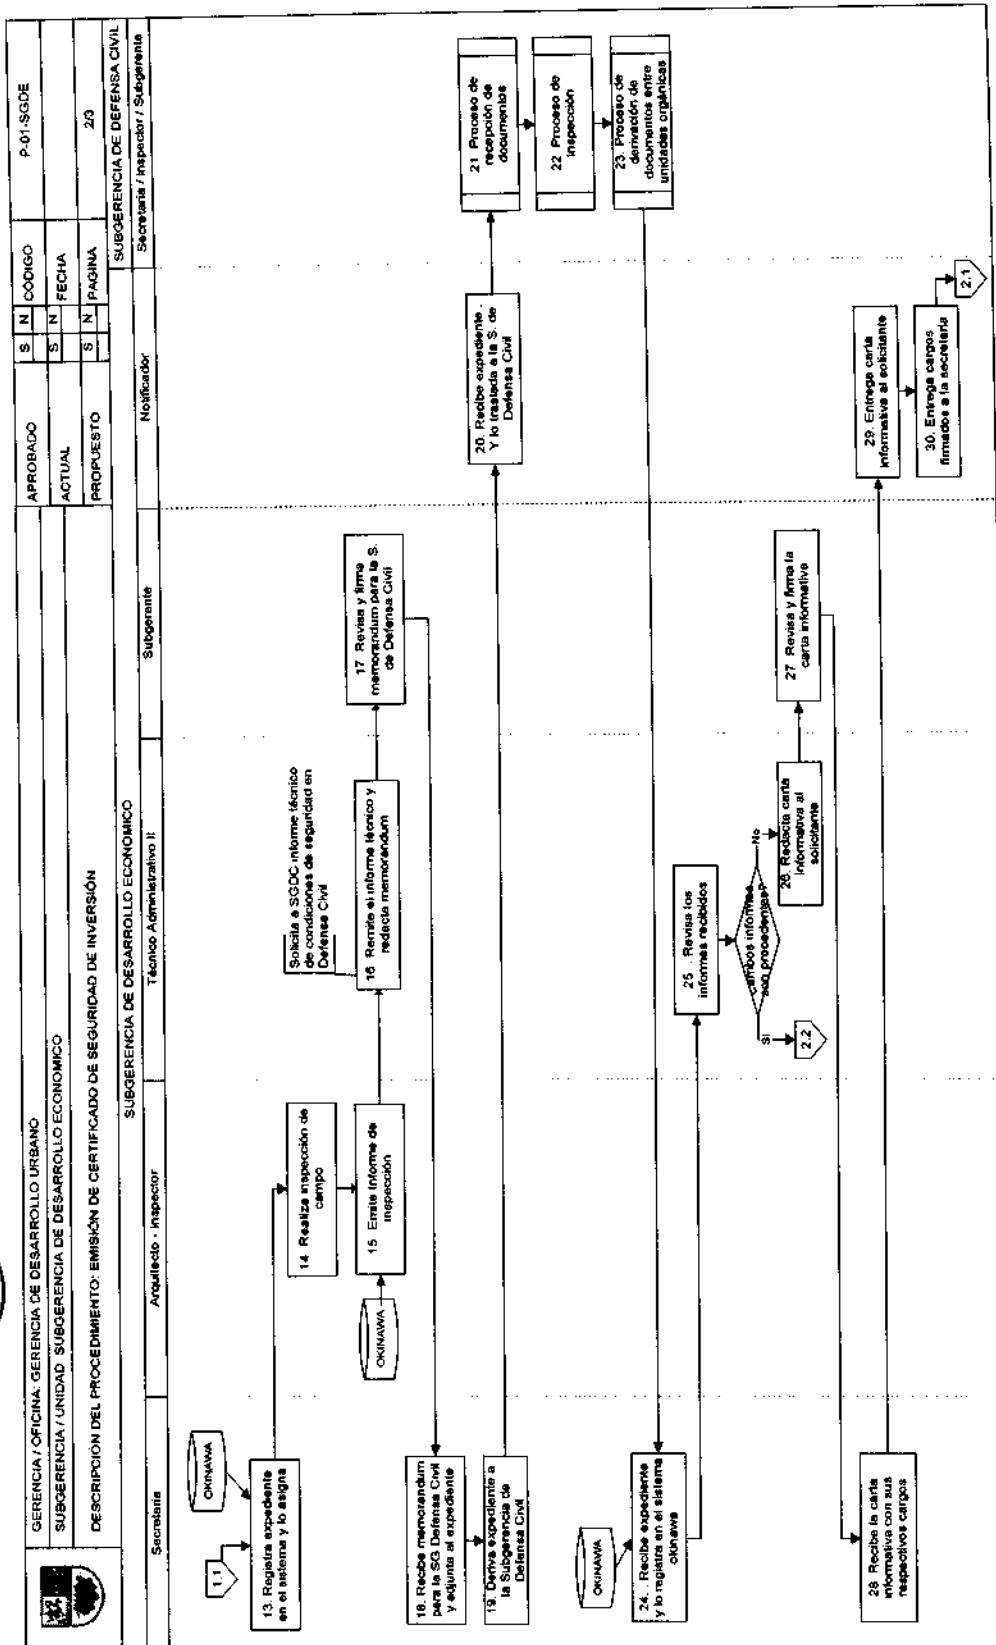 GERENCIA / OFICINA: GERENCIA DE DESARROLLO URBANO
SUBGERENCIA / UNIDAD SUBGERENCIA DE DESARROLLO ECONOMICO
DESCRIPCIÓN DEL PROCEDIMIENTO: EMISIÓN DE CERTIFICADO DE SEGURIDAD DE INVERSIÓN
APROBADO S N CODIGO P-01-SGDE
ACTUAL S N FECHA
PROPUESTO S N PAGINA 2/3
SUBGERENCIA DE DESARROLLO ECONOMICO
SUBGERENCIA DE DEFENSA CIVIL
Secretaria
Arquitecto - Inspector
Técnico Administrativo II
Subgerente
Notificador
Secretaria / Inspector / Subgerente
1.1
OKINAWA
13. Registra expediente
en el sistema y lo asigna
14 Realiza inspección de
campo
OKINAWA
15 Emite Informe de
inspección
Solicita a SGDC informe técnico
de condiciones de seguridad en
Defensa Civil
16 Remite el informe técnico y
redacta memorandum
17 Revisa y firma
memorandum para la S.
de Defensa Civil
18. Recibe memorandum
para la SG Defensa Civil
y adjunta al expediente
19. Deriva expediente a
la Subgerencia de
Defensa Civil
20. Recibe expediente .
Y lo traslada a la S. de
Defensa Civil
21 Proceso de
recepción de
documentos
22 Proceso de
inspección
23. Proceso de
derivación de
documentos entre
unidades orgánicas
OKINAWA
24. . Recibe expediente
y lo registra en el sistema
okinawa
25 . Revisa los
informes recibidos
¿ambos informes
son procedentes?
Si
2.2
No
26. Redacta carta
informativa al
solicitante
27 Revisa y firma la
carta informativa
28 Recibe la carta
informativa con sus
respectivos cargos
29. Entrega carta
informativa al solicitante
30. Entrega cargos
firmados a la secretaria
2.1